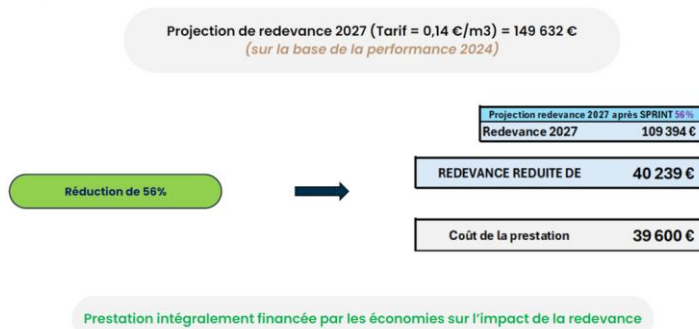 Projection de redevance 2027 (Tarif = 0,14 €/m3) = 149 632 €
(sur la base de la performance 2024)
Projection redevance 2027 après SPRINT 56%
Redevance 2027 109 394 €
Réduction de 56%
REDEVANCE REDUITE DE 40 239 €
Coût de la prestation 39 600 €
Prestation intégralement financée par les économies sur l'impact de la redevance